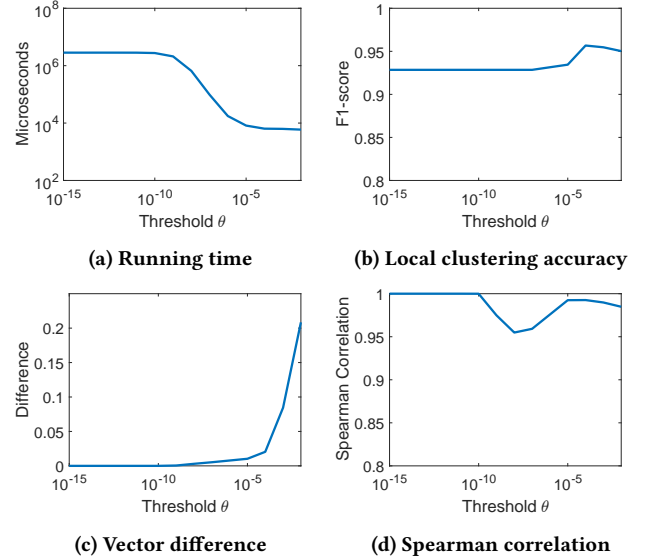 10^8
10^6
10^4
10^2
Microseconds
10^-15 10^-10 10^-5
Threshold θ
(a) Running time
1
0.95
0.9
0.85
0.8
F1-score
10^-15 10^-10 10^-5
Threshold θ
(b) Local clustering accuracy
0.2
0.15
0.1
0.05
0
Difference
10^-15 10^-10 10^-5
Threshold θ
(c) Vector difference
1
0.95
0.9
0.85
0.8
Spearman Correlation
10^-15 10^-10 10^-5
Threshold θ
(d) Spearman correlation